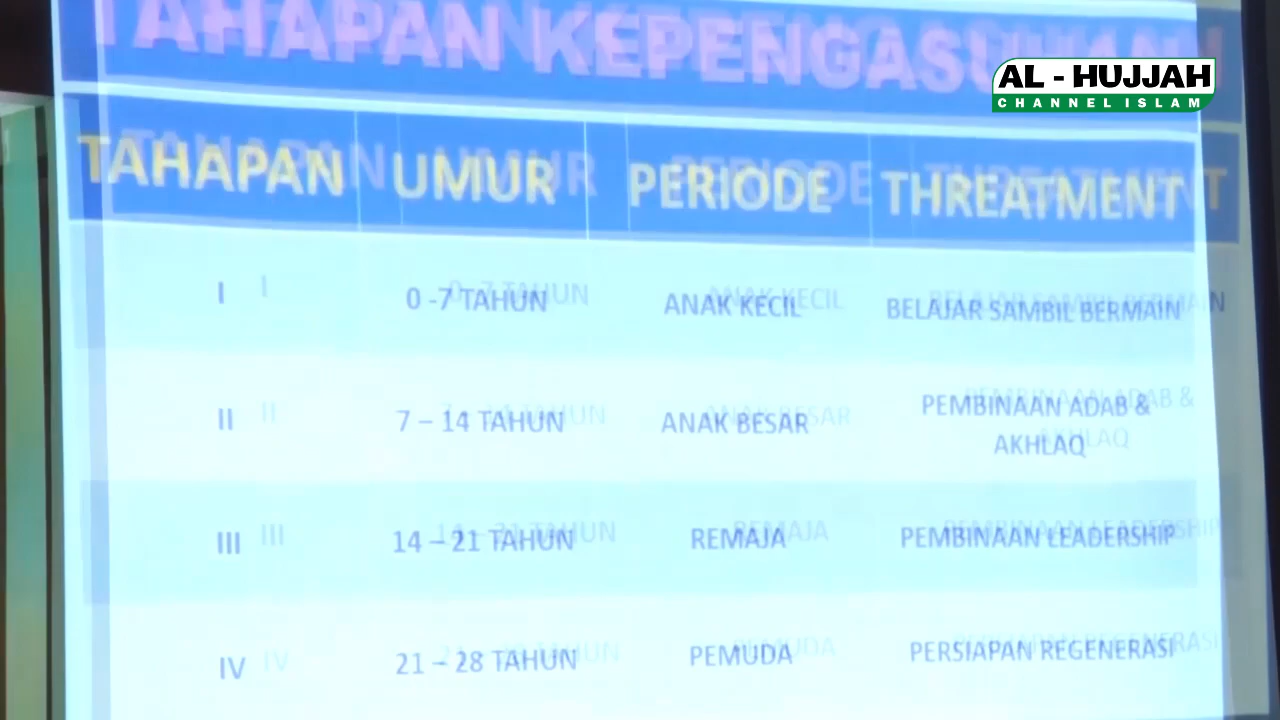 TAHAPAN KEPENGASUHAN
AL - HUJJAH
CHANNEL ISLAM
TAHAPAN UMUR PERIODE THREATMENT
I 0 -7 TAHUN ANAK KECIL BELAJAR SAMBIL BERMAIN
II 7 – 14 TAHUN ANAK BESAR PEMBINAAN ADAB &
AKHLAQ
III 14 – 21 TAHUN REMAJA PEMBINAAN LEADERSHIP
IV 21 – 28 TAHUN PEMUDA PERSIAPAN REGENERASI